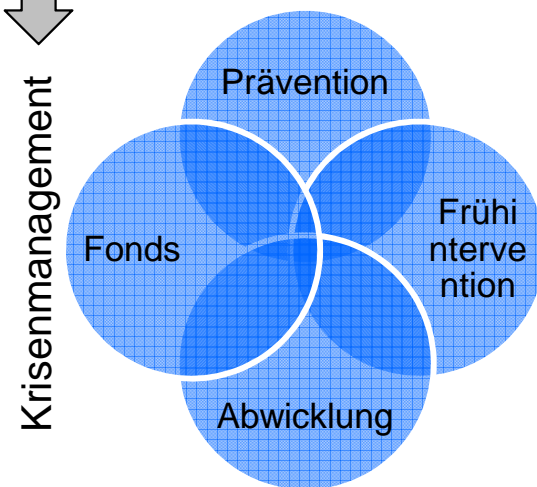 Krisenmanagement
Prävention
Fonds
Frühi
nterve
ntion
Abwicklung